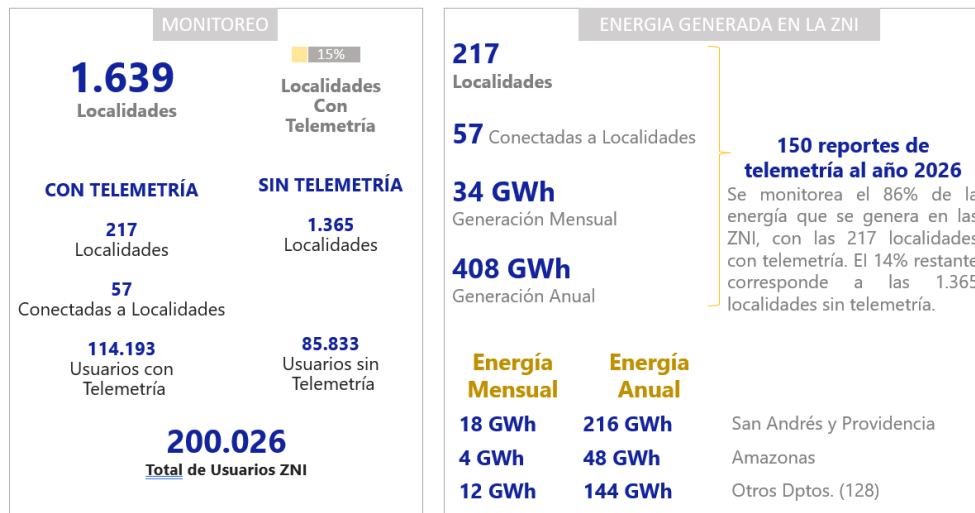 MONITOREO
1.639
Localidades
15%
Localidades
Con
Telemetría
CON TELEMETRÍA
SIN TELEMETRÍA
217
Localidades
1.365
Localidades
57
Conectadas a Localidades
114.193
Usuarios con
Telemetría
85.833
Usuarios sin
Telemetría
200.026
Total de Usuarios ZNI
ENERGIA GENERADA EN LA ZNI
217
Localidades
57 Conectadas a Localidades
34 GWh
Generación Mensual
408 GWh
Generación Anual
150 reportes de
telemetría al año 2026
Se monitorea el 86% de la
energía que se genera en las
ZNI, con las 217 localidades
con telemetría. El 14% restante
corresponde a las 1.365
localidades sin telemetría.
Energía
Mensual
Energía
Anual
18 GWh 216 GWh San Andrés y Providencia
4 GWh 48 GWh Amazonas
12 GWh 144 GWh Otros Dptos. (128)